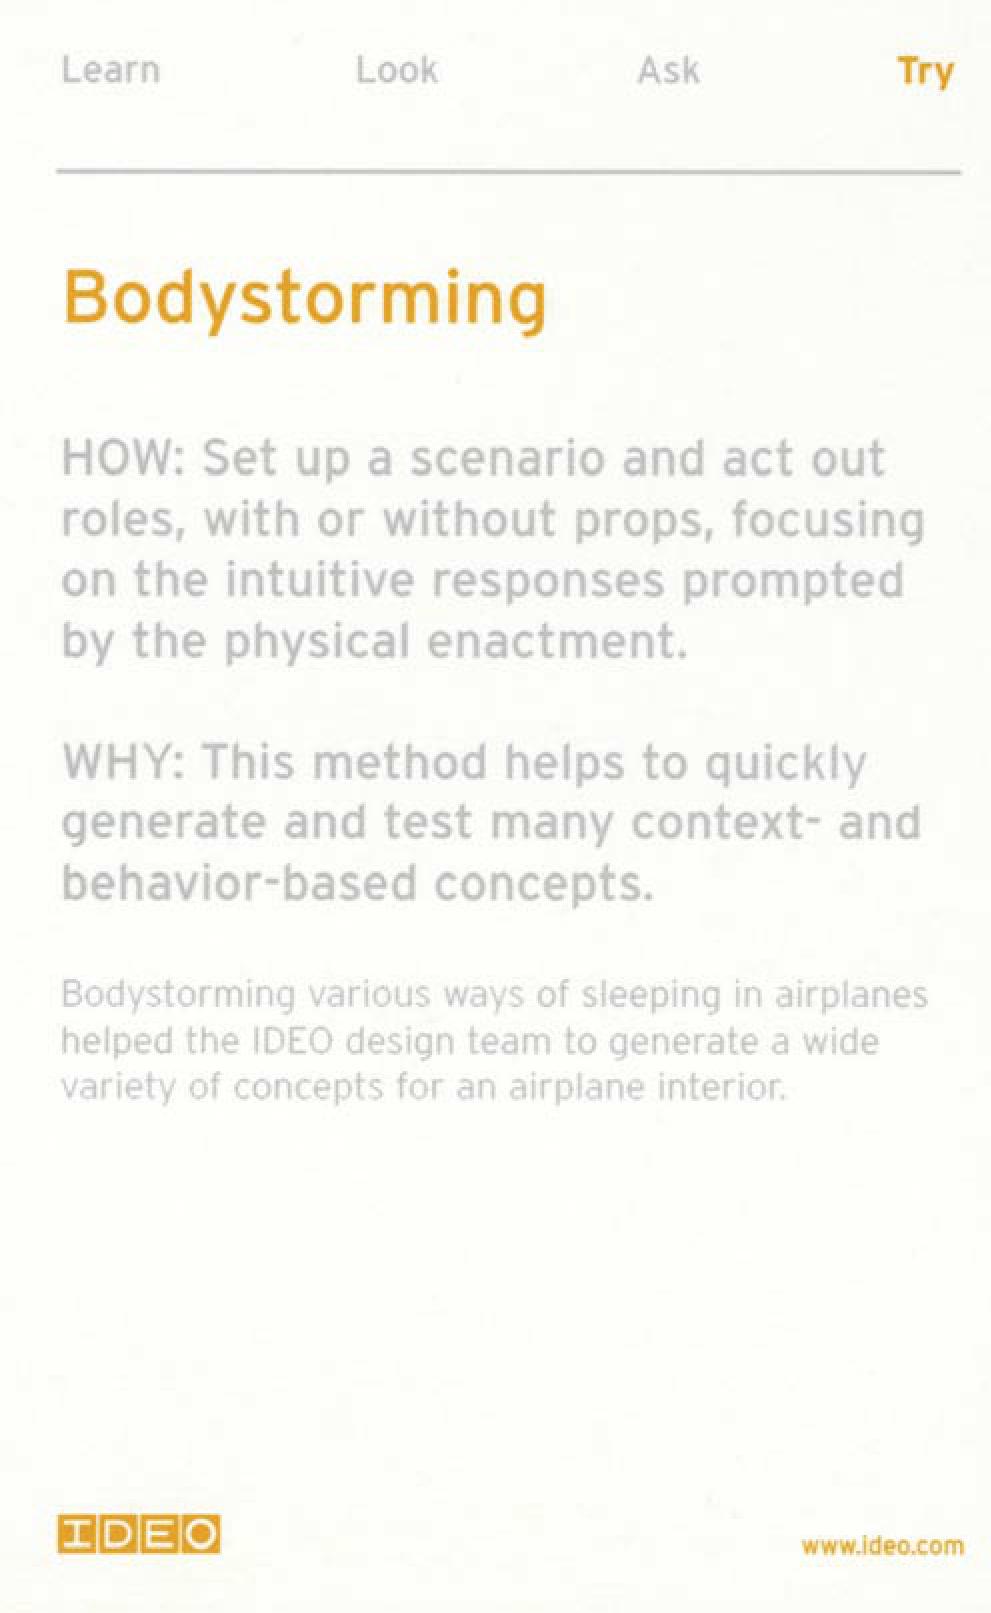 Learn Look Ask Try
Bodystorming
HOW: Set up a scenario and act out
roles, with or without props, focusing
on the intuitive responses prompted
by the physical enactment.
WHY: This method helps to quickly
generate and test many context- and
behavior-based concepts.
Bodystorming various ways of sleeping in airplanes
helped the IDEO design team to generate a wide
variety of concepts for an airplane interior.
IDEO
www.ideo.com